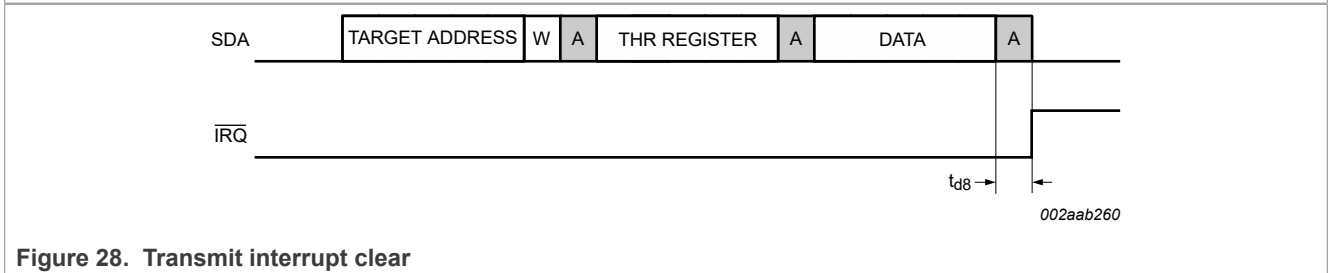 SDA TARGET ADDRESS W A THR REGISTER A DATA A
IRQ
td8
002aab260
Figure 28. Transmit interrupt clear